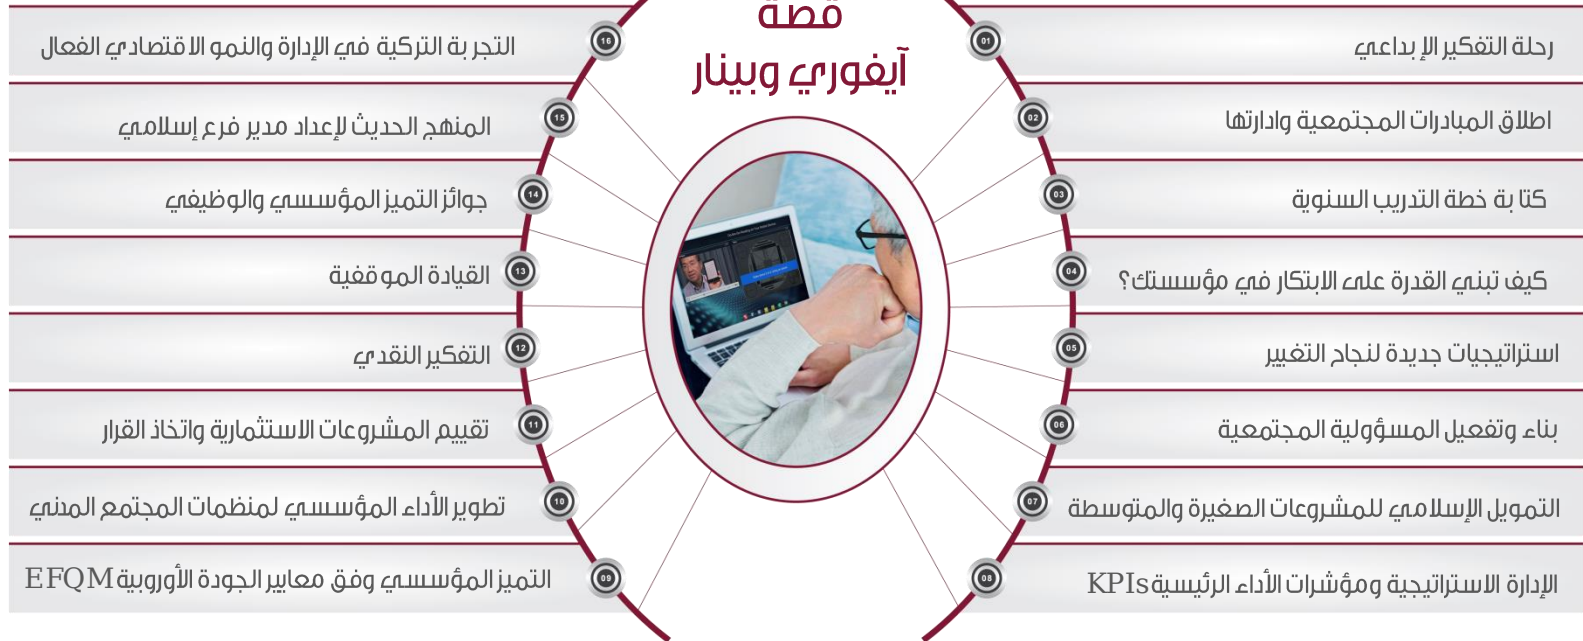 قصة
آيفوري وبينار
01
رحلة التفكير الإبداعي
02
اطلاق المبادرات المجتمعية وادارتها
03
كتابة خطة التدريب السنوية
04
كيف تبني القدرة على الابتكار في مؤسستك؟
05
استراتيجيات جديدة لنجاح التغيير
06
بناء وتفعيل المسؤولية المجتمعية
07
التمويل الإسلامي للمشروعات الصغيرة والمتوسطة
08
الإدارة الاستراتيجية ومؤشرات الأداء الرئيسية KPIs
09
التميز المؤسسي وفق معايير الجودة الأوروبية EFQM
10
تطوير الأداء المؤسسي لمنظمات المجتمع المدني
11
تقييم المشروعات الاستثمارية واتخاذ القرار
12
التفكير النقدي
13
القيادة الموقفية
14
جوائز التميز المؤسسي والوظيفي
15
المنهج الحديث لإعداد مدير فرع إسلامي
16
التجربة التركية في الإدارة والنمو الاقتصادي الفعال